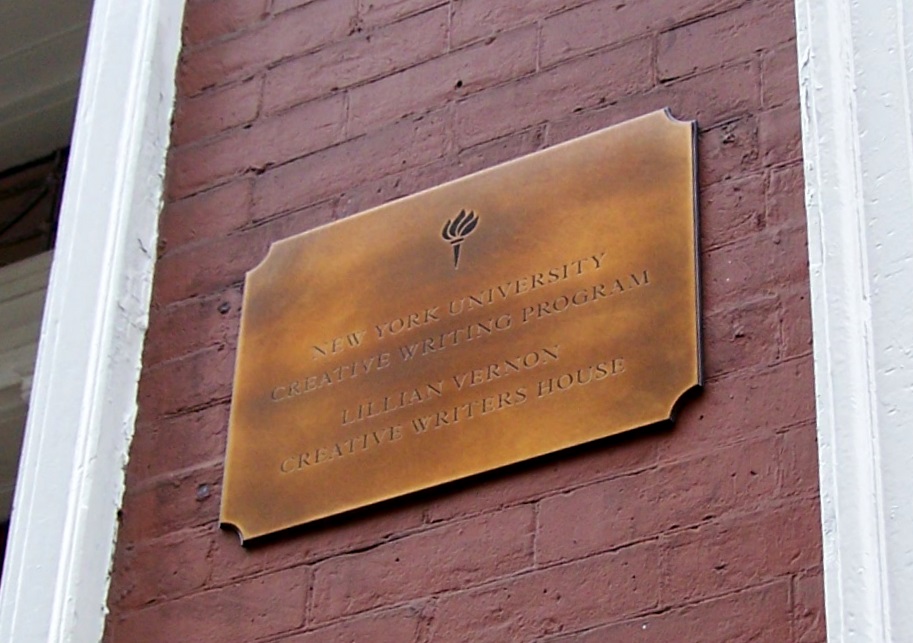 NEW YORK UNIVERSITY
CREATIVE WRITING PROGRAM
LILLIAN VERNON
CREATIVE WRITERS HOUSE